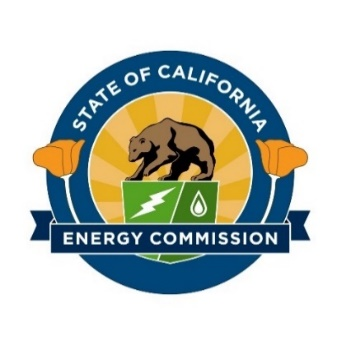 STATE OF CALIFORNIA
ENERGY COMMISSION